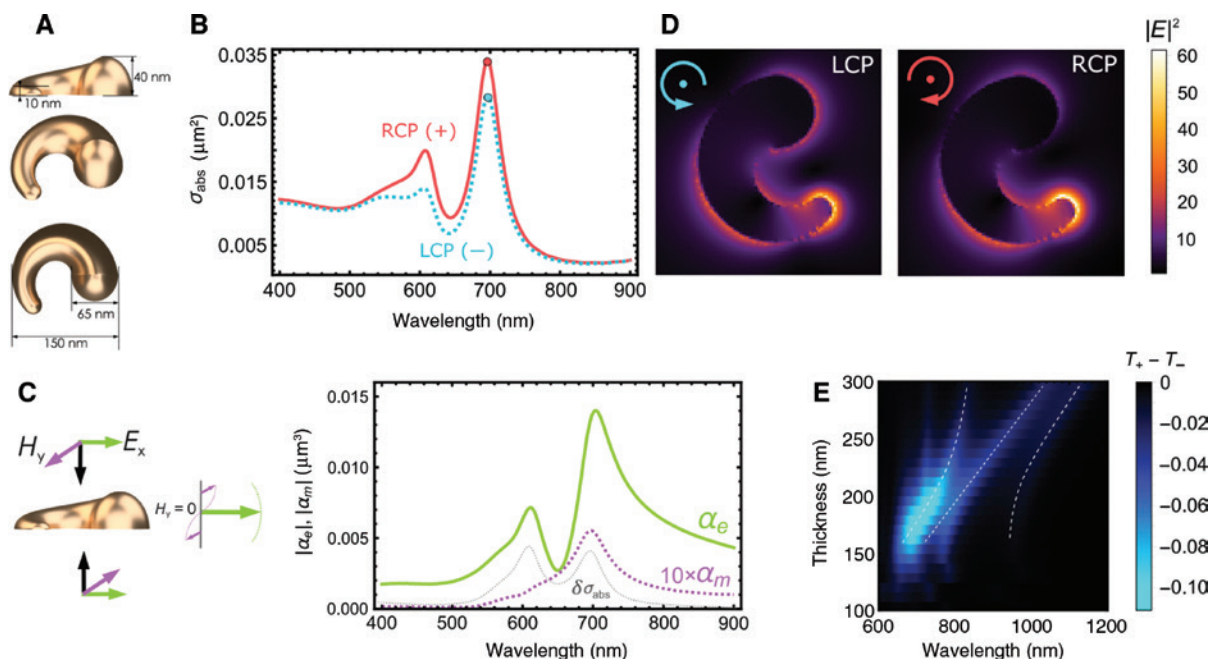 A
40 nm
10 nm
65 nm
150 nm
B
σabs (μm²)
0.035
0.025
0.015
0.005
RCP (+)
LCP (−)
400 500 600 700 800 900
Wavelength (nm)
D
LCP
RCP
|E|²
60
50
40
30
20
10
C
Hy
Ex
HY = 0
|αe|, |αm| (μm³)
0.015
0.010
0.005
0.000
αe
10×αm
δσabs
400 500 600 700 800 900
Wavelength (nm)
E
T+ − T−
Thickness (nm)
300
250
200
150
100
600 800 1000 1200
Wavelength (nm)
0
−0.02
−0.04
−0.06
−0.08
−0.10